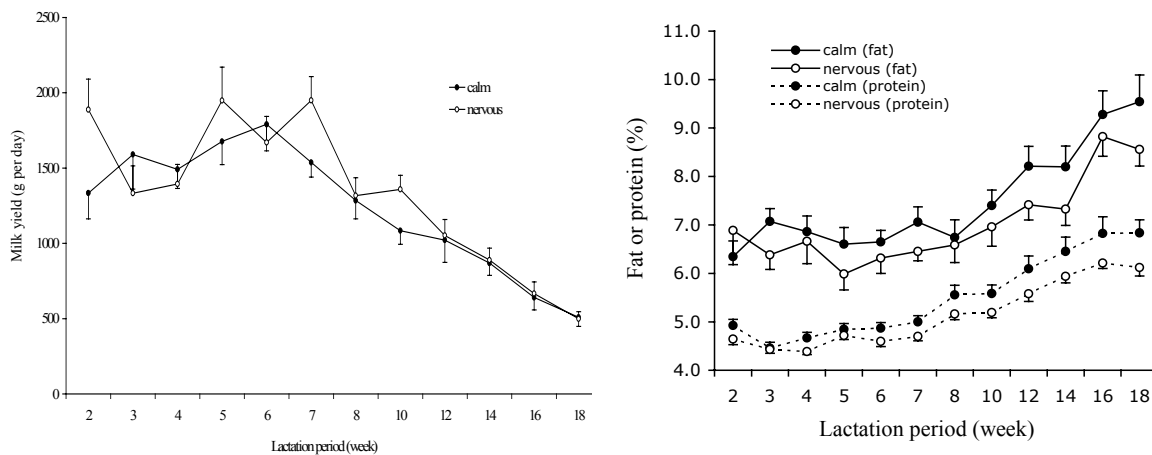 2500
2000
1500
1000
500
0
Milk yield (g per day)
calm
nervous
2 3 4 5 6 7 8 10 12 14 16 18
Lactation period (week)
11.0
10.0
9.0
8.0
7.0
6.0
5.0
4.0
Fat or protein (%)
calm (fat)
nervous (fat)
calm (protein)
nervous (protein)
2 3 4 5 6 7 8 10 12 14 16 18
Lactation period (week)